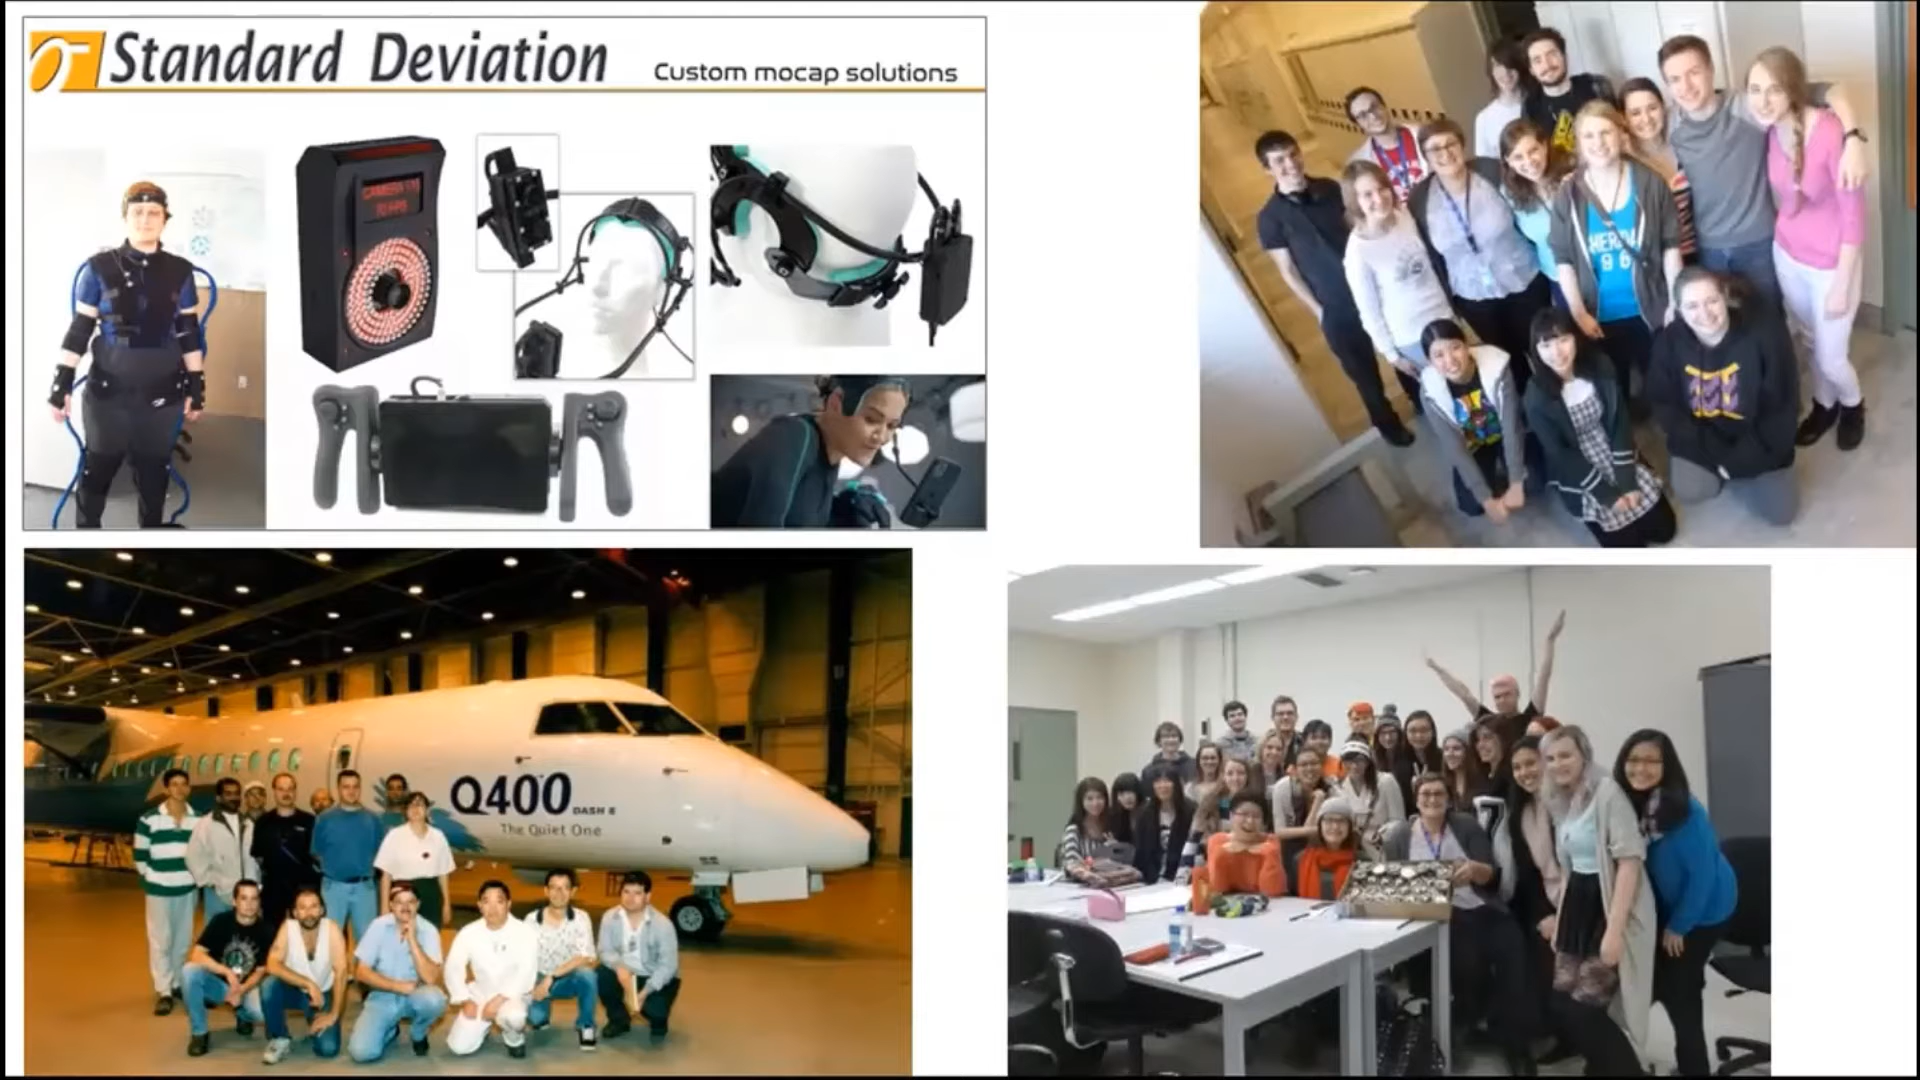 Standard Deviation
Custom mocap solutions
Q400
DASH 8
The Quiet One